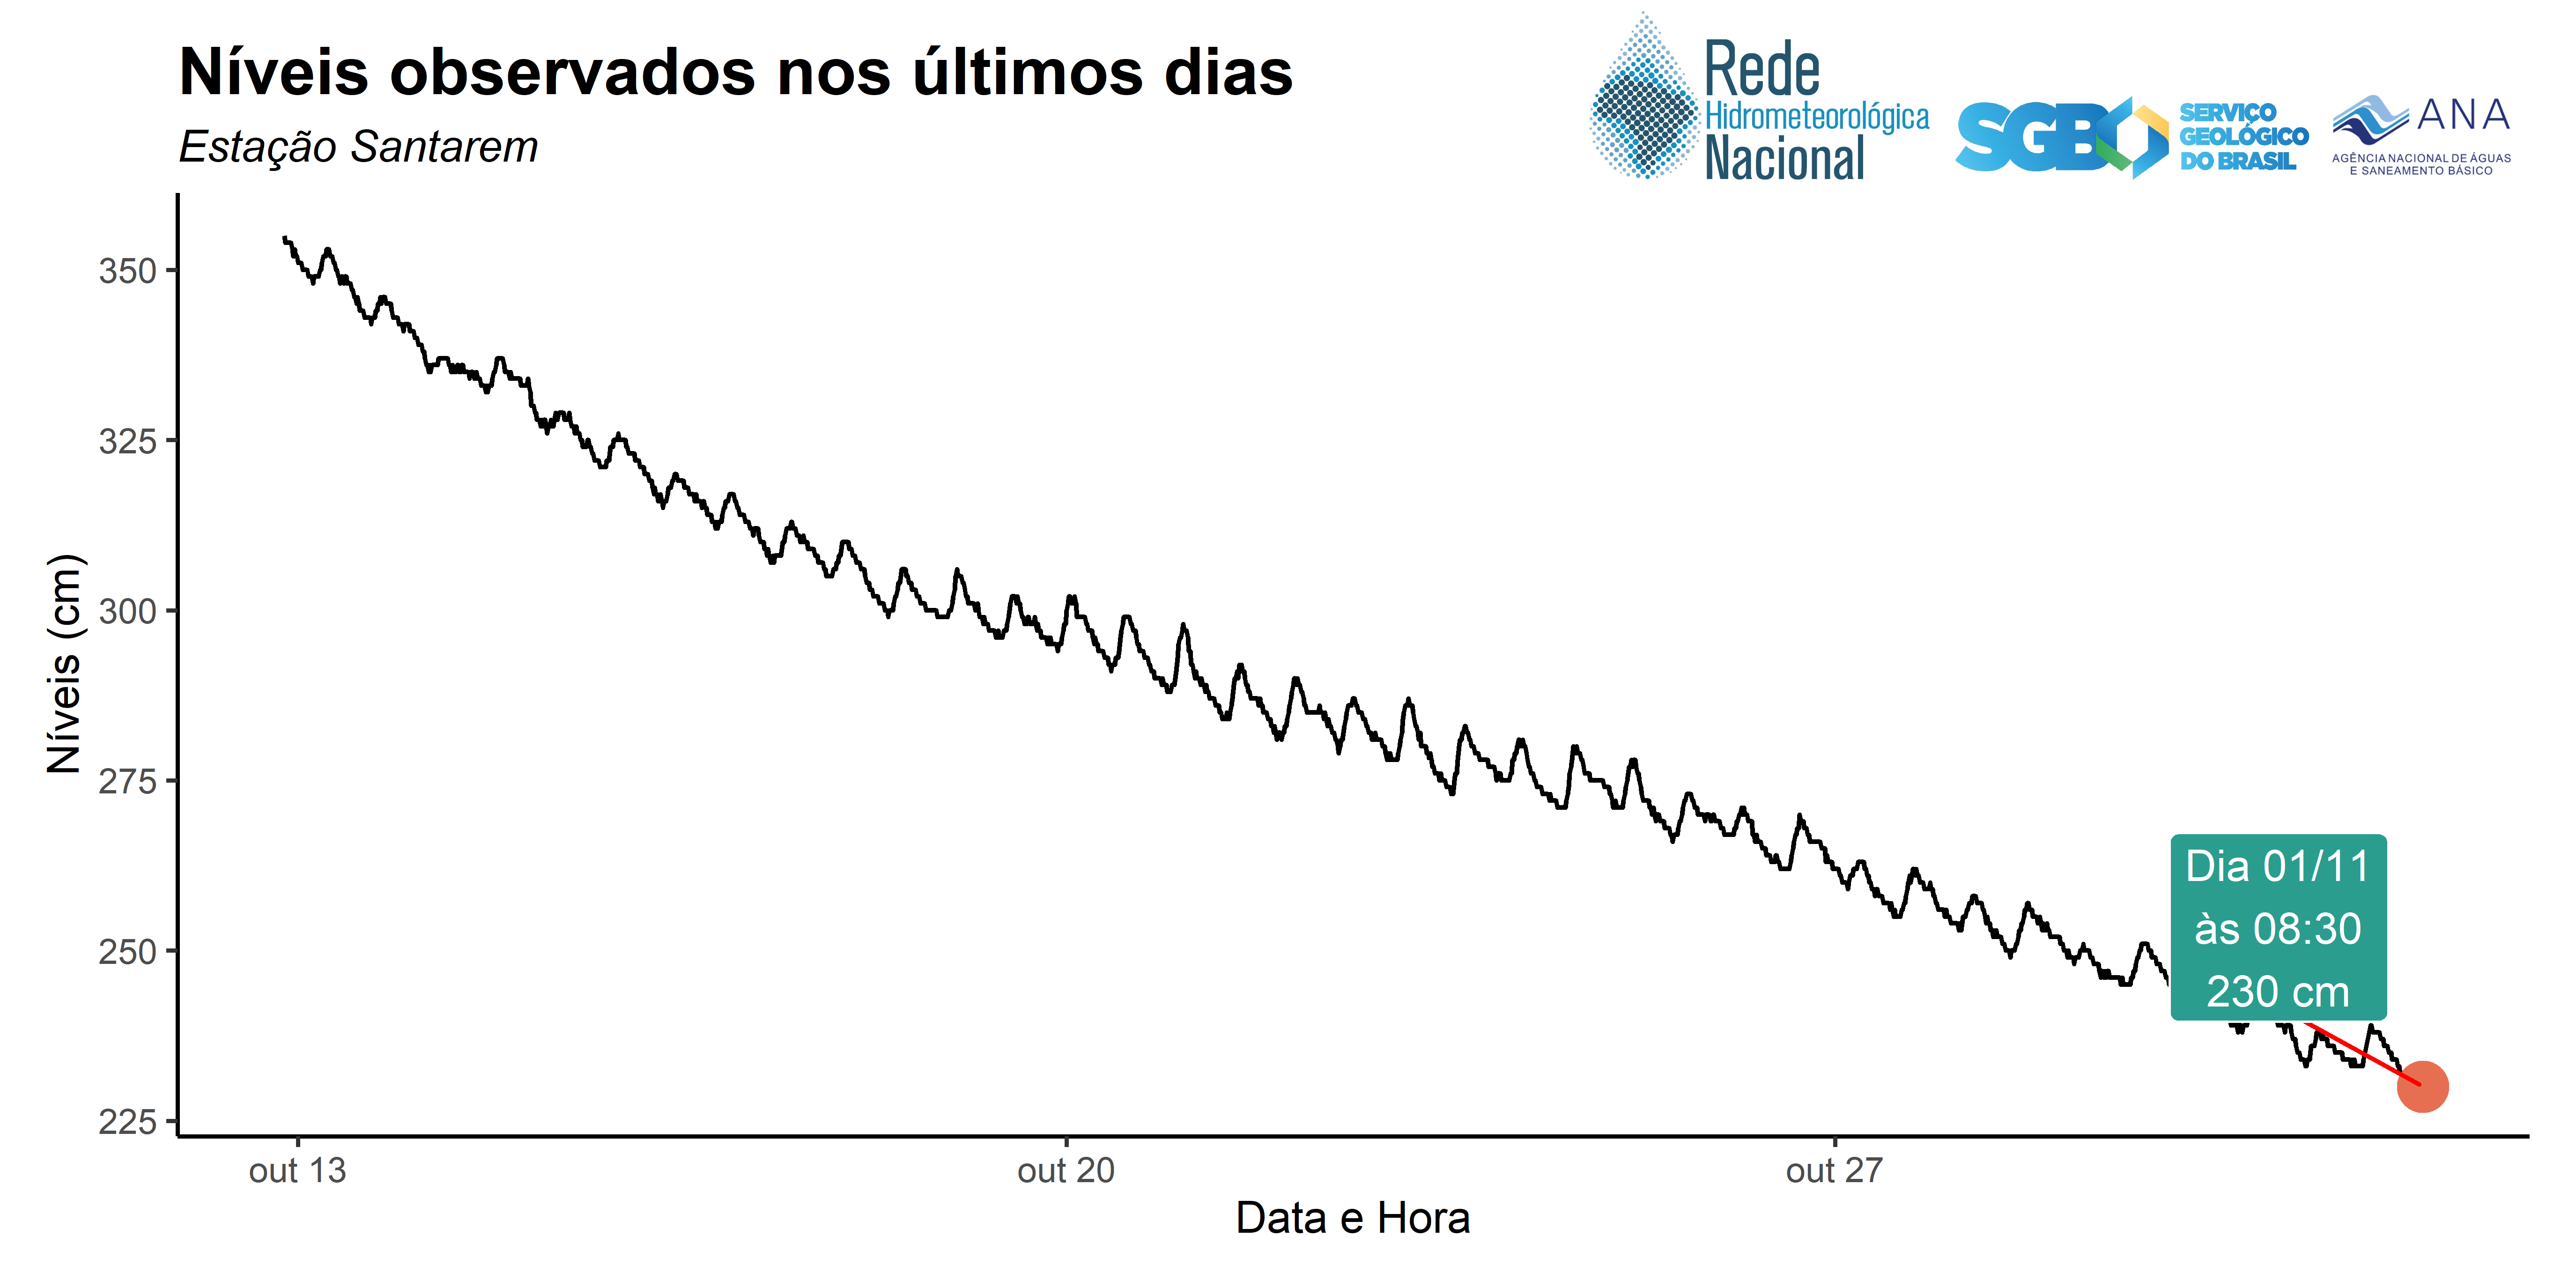 Níveis observados nos últimos dias
Estação Santarem
Rede
Hidrometeorológica
Nacional
SGB
SERVIÇO
GEOLÓGICO
DO BRASIL
ANA
AGÊNCIA NACIONAL DE ÁGUAS
E SANEAMENTO BÁSICO
Níveis (cm)
350
325
300
275
250
225
Dia 01/11
às 08:30
230 cm
out 13
out 20
out 27
Data e Hora